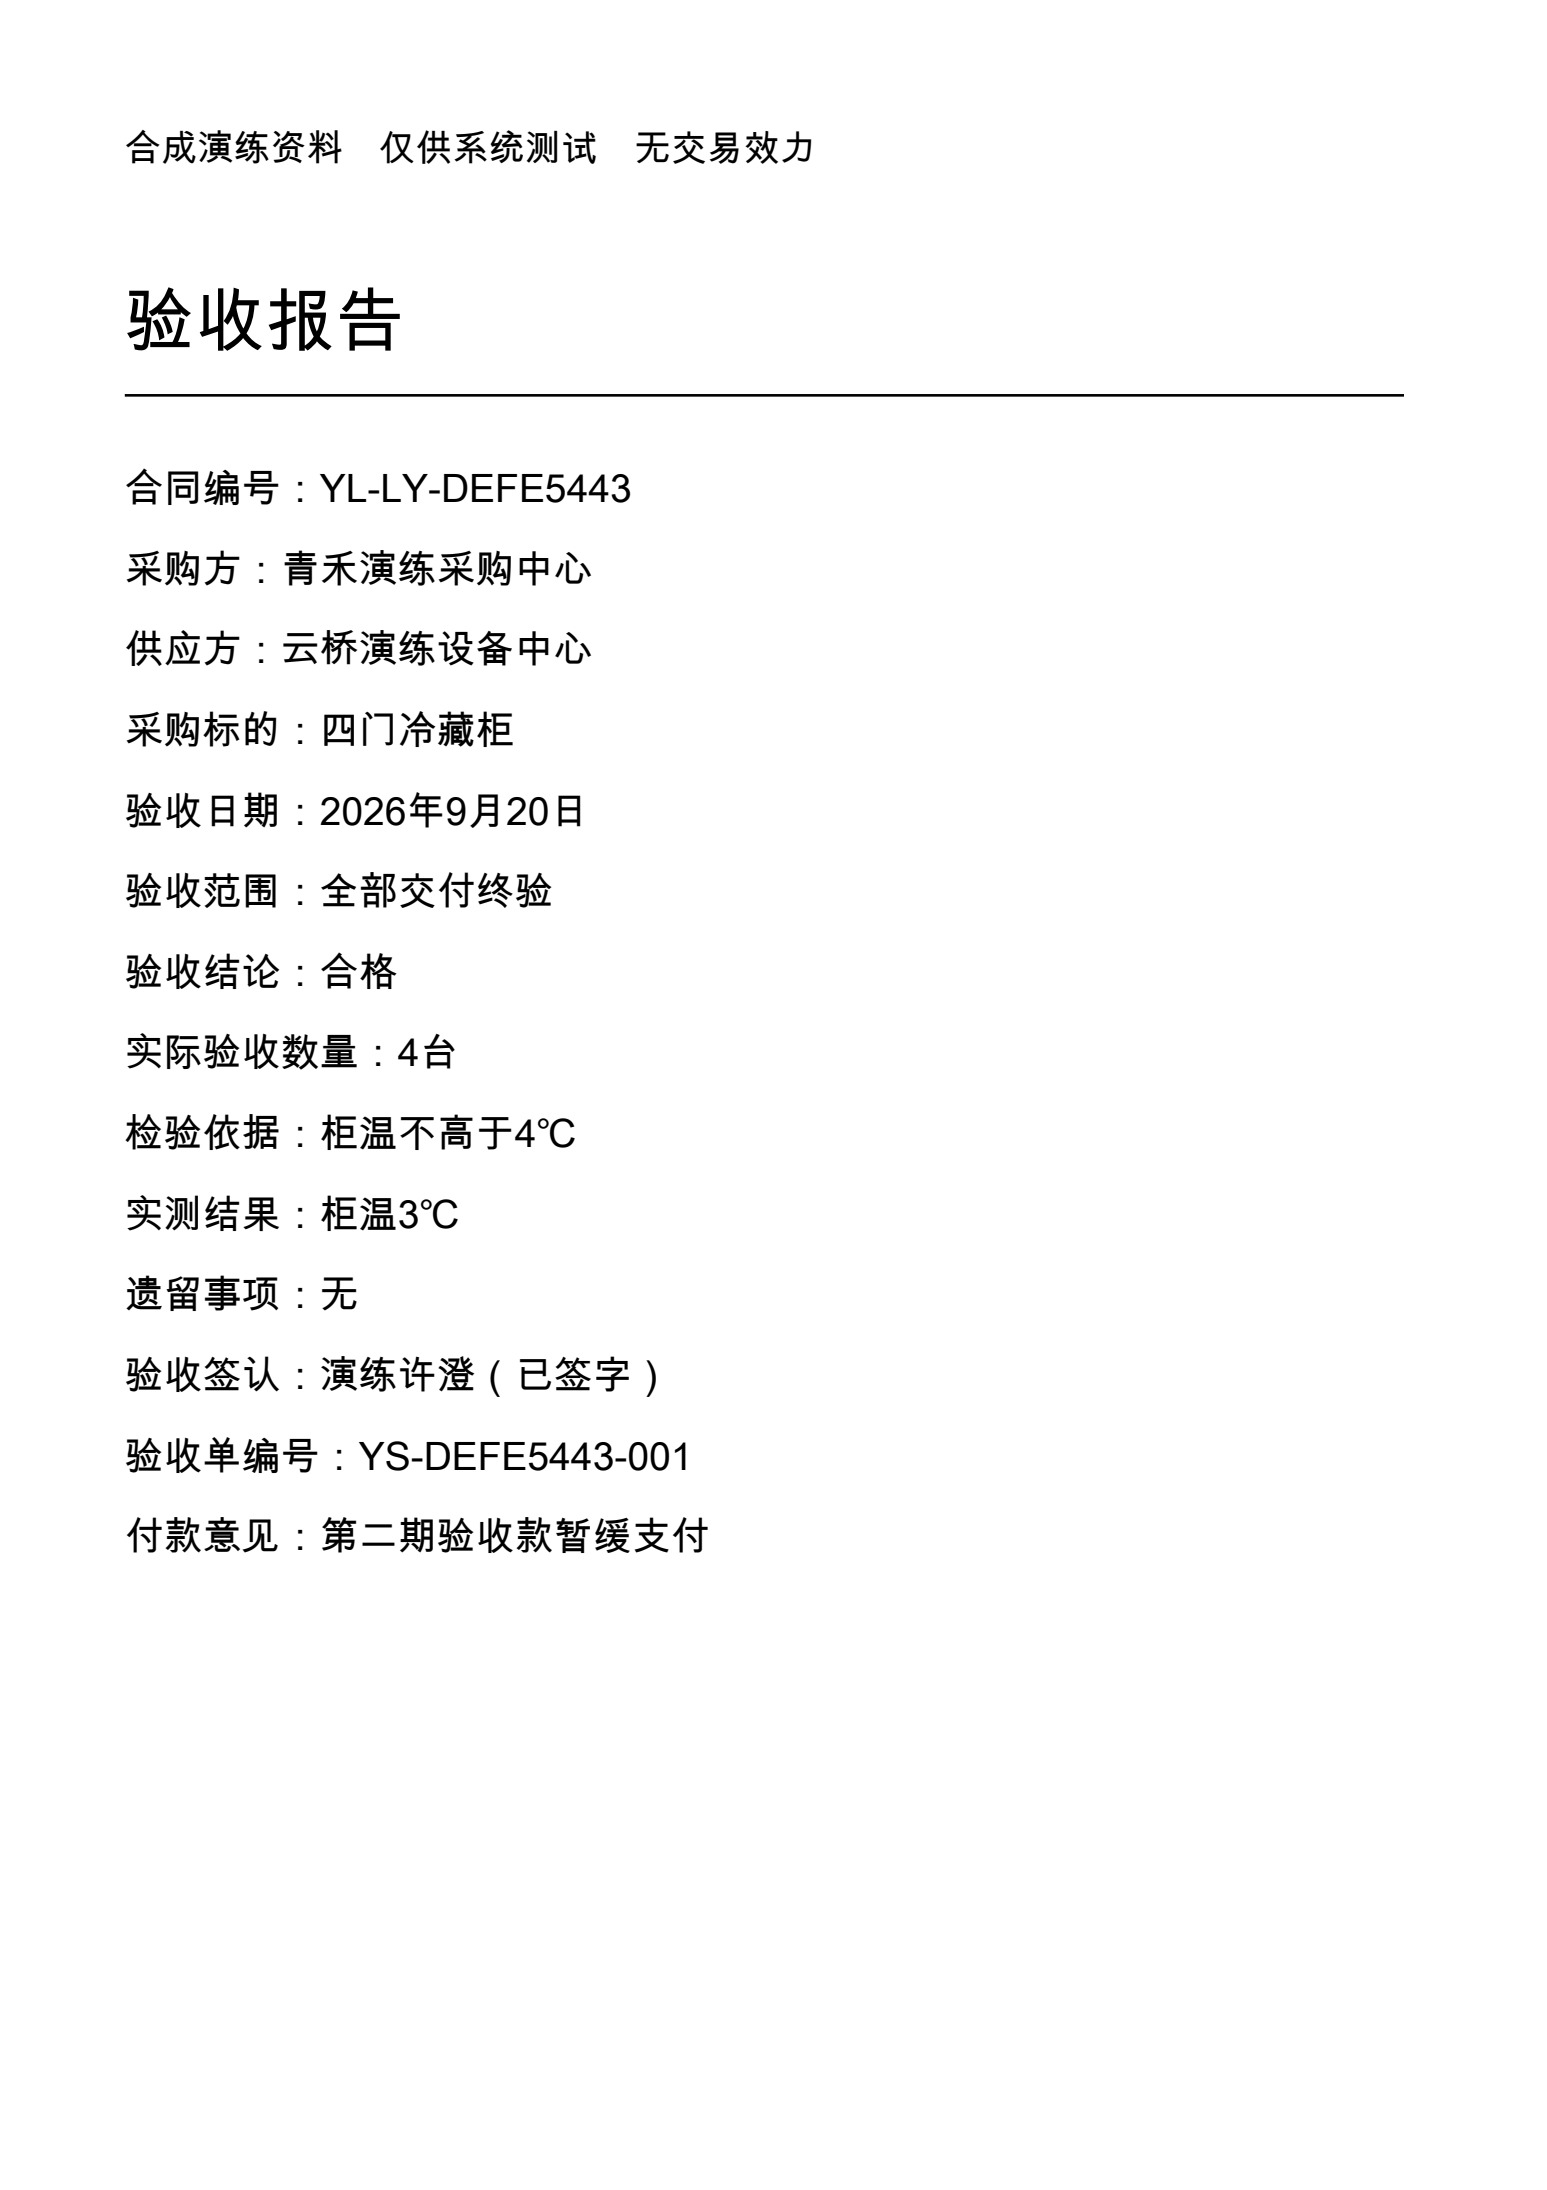 合成演练资料　仅供系统测试　无交易效力
验收报告
合同编号：YL-LY-DEFE5443
采购方：青禾演练采购中心
供应方：云桥演练设备中心
采购标的：四门冷藏柜
验收日期：2026年9月20日
验收范围：全部交付终验
验收结论：合格
实际验收数量：4台
检验依据：柜温不高于4℃
实测结果：柜温3℃
遗留事项：无
验收签认：演练许澄（已签字）
验收单编号：YS-DEFE5443-001
付款意见：第二期验收款暂缓支付